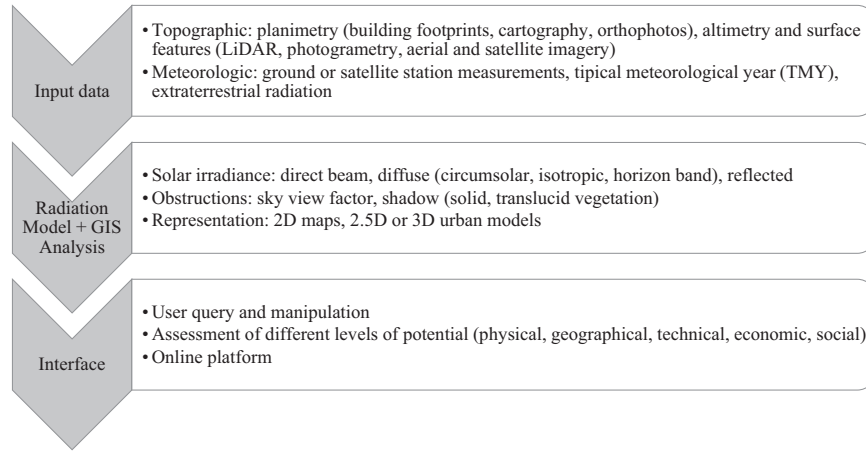 Input data
• Topographic: planimetry (building footprints, cartography, orthophotos), altimetry and surface
features (LiDAR, photogrametry, aerial and satellite imagery)
• Meteorologic: ground or satellite station measurements, tipical meteorological year (TMY),
extraterrestrial radiation
Radiation
Model + GIS
Analysis
• Solar irradiance: direct beam, diffuse (circumsolar, isotropic, horizon band), reflected
• Obstructions: sky view factor, shadow (solid, translucid vegetation)
• Representation: 2D maps, 2.5D or 3D urban models
Interface
• User query and manipulation
• Assessment of different levels of potential (physical, geographical, technical, economic, social)
• Online platform